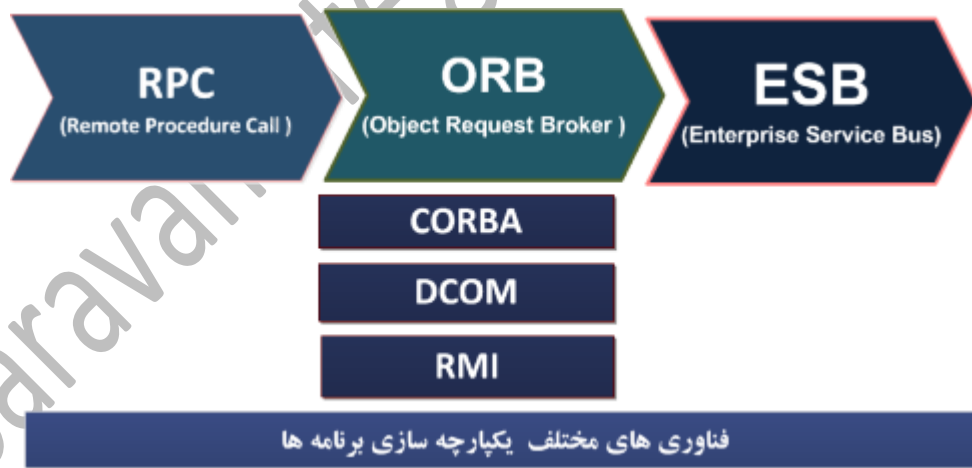 RPC
(Remote Procedure Call )
ORB
(Object Request Broker )
ESB
(Enterprise Service Bus)
CORBA
DCOM
RMI
فناوری های مختلف یکپارچه سازی برنامه ها